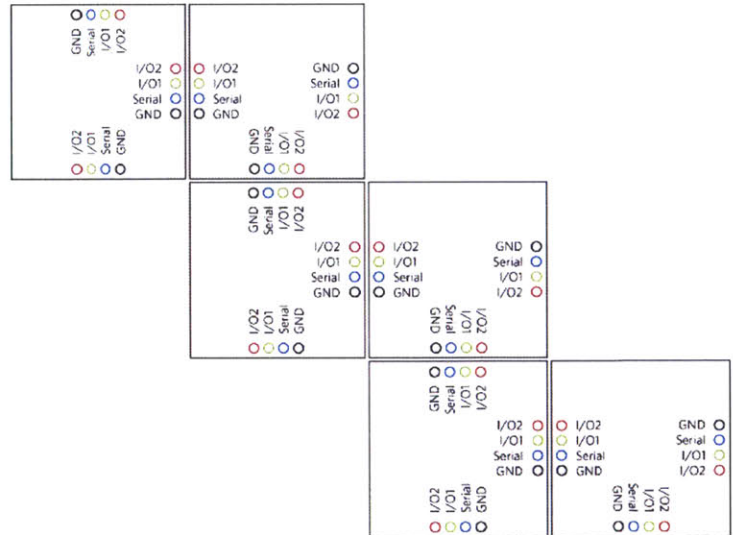 GND Serial I/O1 I/O2
I/O2 I/O2 GND
I/O1 I/O1 Serial
Serial Serial I/O1
GND GND I/O2
I/O2 I/O1 Serial GND GND Serial I/O1 I/O2
GND Serial I/O1 I/O2
I/O2 I/O2 GND
I/O1 I/O1 Serial
Serial Serial I/O1
GND GND I/O2
I/O2 I/O1 Serial GND GND Serial I/O1 I/O2
GND Serial I/O1 I/O2
I/O2 I/O2 GND
I/O1 I/O1 Serial
Serial Serial I/O1
GND GND I/O2
I/O2 I/O1 Serial GND GND Serial I/O1 I/O2